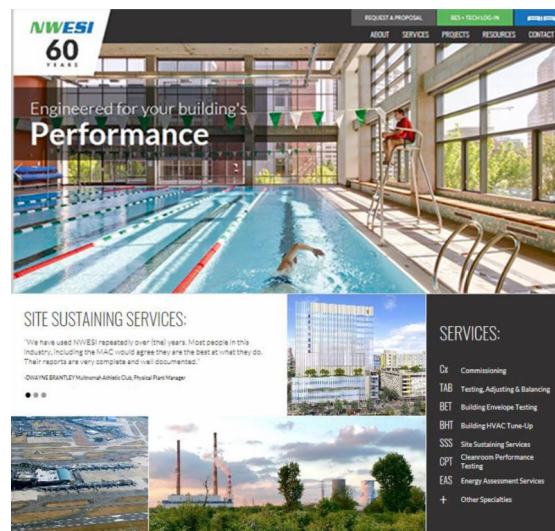 NWESI
60
YEARS
REQUEST A PROPOSAL
BES + TECH LOG-IN
ABOUT SERVICES PROJECTS RESOURCES CONTACT
Engineered for your building's
Performance
SITE SUSTAINING SERVICES:
"We have used NWESI repeatedly over (the) years. Most people in this
industry, including the MAC would agree they are the best at what they do.
Their reports are very complete and well documented."
-DWAYNE BRANTLEY Multnomah Athletic Club, Physical Plant Manager
SERVICES:
Cx Commissioning
TAB Testing, Adjusting & Balancing
BET Building Envelope Testing
BHT Building HVAC Tune-Up
SSS Site Sustaining Services
CPT Cleanroom Performance
Testing
EAS Energy Assessment Services
+ Other Specialties